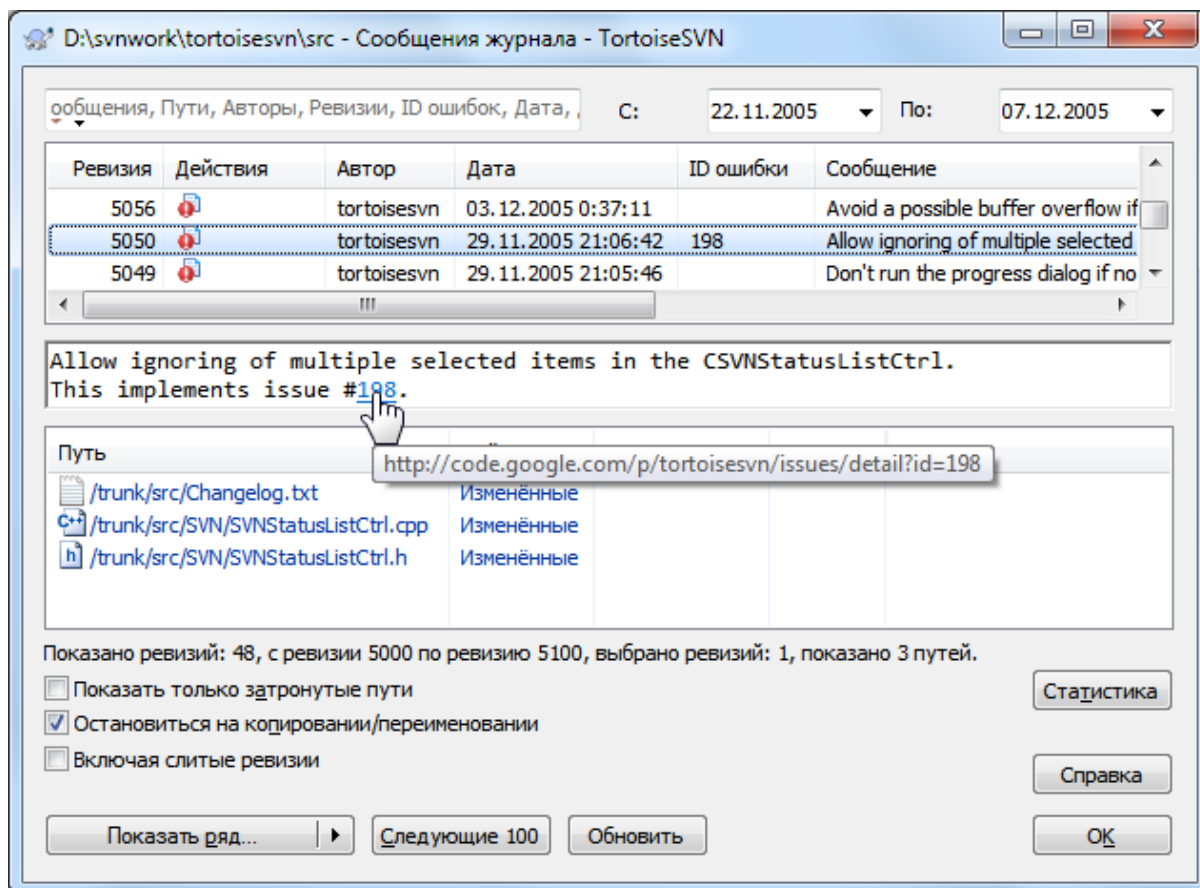 D:\svnwork\tortoisesvn\src - Сообщения журнала - TortoiseSVN
ообщения, Пути, Авторы, Ревизии, ID ошибок, Дата, С: 22.11.2005 По: 07.12.2005
Ревизия Действия Автор Дата ID ошибки Сообщение
5056 tortoisesvn 03.12.2005 0:37:11 Avoid a possible buffer overflow if
5050 tortoisesvn 29.11.2005 21:06:42 198 Allow ignoring of multiple selected
5049 tortoisesvn 29.11.2005 21:05:46 Don't run the progress dialog if no
Allow ignoring of multiple selected items in the CSVNStatusListCtrl.
This implements issue #198.
Путь
http://code.google.com/p/tortoisesvn/issues/detail?id=198
/trunk/src/Changelog.txt Изменённые
/trunk/src/SVN/SVNStatusListCtrl.cpp Изменённые
/trunk/src/SVN/SVNStatusListCtrl.h Изменённые
Показано ревизий: 48, с ревизии 5000 по ревизию 5100, выбрано ревизий: 1, показано 3 путей.
Показать только затронутые пути
Статистика
Остановиться на копировании/переименовании
Включая слитые ревизии
Справка
Показать ряд... Следующие 100 Обновить OK